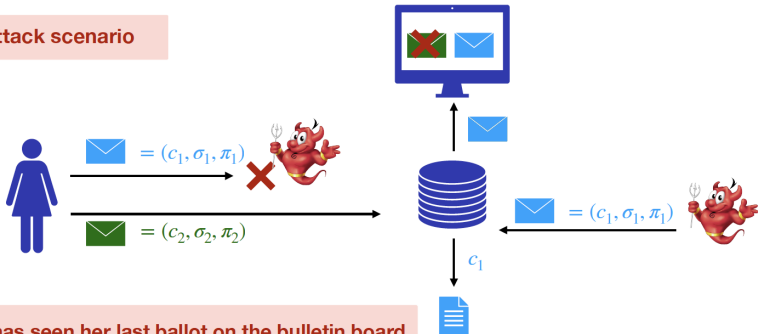 ttack scenario
= (c₁, σ₁, π₁)
= (c₂, σ₂, π₂)
= (c₁, σ₁, π₁)
c₁
has seen her last ballot on the bulletin board